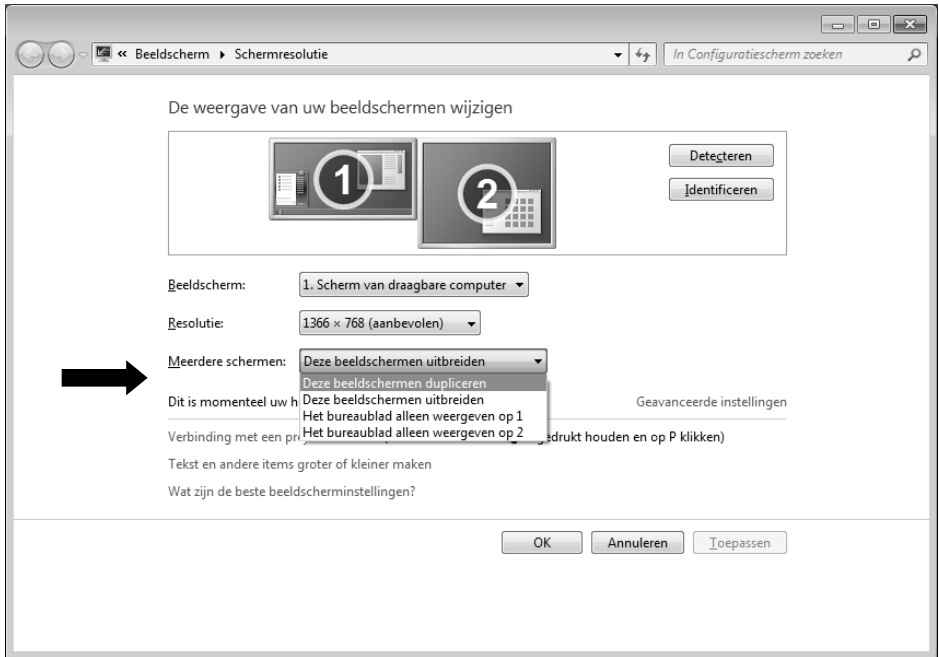 « Beeldscherm Schermresolutie In Configuratiescherm zoeken
De weergave van uw beeldschermen wijzigen
1 2
Detecteren
Identificeren
Beeldscherm: 1. Scherm van draagbare computer
Resolutie: 1366 × 768 (aanbevolen)
Meerdere schermen: Deze beeldschermen uitbreiden
Deze beeldschermen dupliceren
Deze beeldschermen uitbreiden
Het bureaublad alleen weergeven op 1
Het bureaublad alleen weergeven op 2
Dit is momenteel uw Geavanceerde instellingen
Verbinding met een houden en op P klikken)
Tekst en andere items groter of kleiner maken
Wat zijn de beste beeldscherminstellingen?
OK Annuleren Toepassen